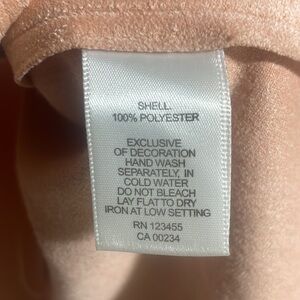 SHELL.
100% POLYESTER
EXCLUSIVE
OF DECORATION
HAND WASH
SEPARATELY, IN
COLD WATER
DO NOT BLEACH
LAY FLAT TO DRY
IRON AT LOW SETTING
RN 123455
CA 00234